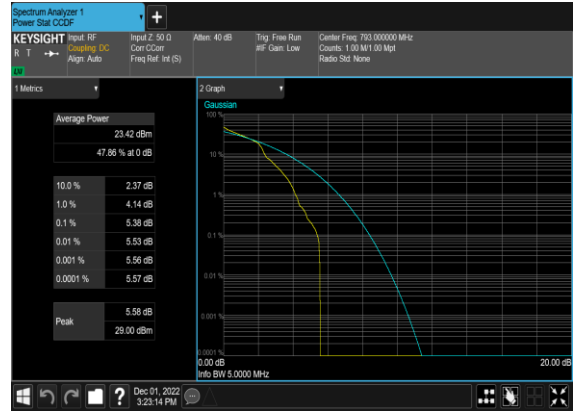 Spectrum Analyzer 1
Power Stat CCDF
KEYSIGHT
R T
LXI
Input: RF
Coupling: DC
Align: Auto
Input Z: 50 Ω
Corr CCorr
Freq Ref: Int (S)
Atten: 40 dB
Trig: Free Run
#IF Gain: Low
Center Freq: 793.000000 MHz
Counts: 1.00 M/1.00 Mpt
Radio Std: None
1 Metrics
Average Power
23.42 dBm
47.86 % at 0 dB
10.0 % 2.37 dB
1.0 % 4.14 dB
0.1 % 5.38 dB
0.01 % 5.53 dB
0.001 % 5.56 dB
0.0001 % 5.57 dB
Peak
5.58 dB
29.00 dBm
2 Graph
Gaussian
100 %
10 %
1 %
0.1 %
0.01 %
0.001 %
0.0001 %
0.00 dB 20.00 dB
Info BW 5.0000 MHz
?
Dec 01, 2022
3:23:14 PM